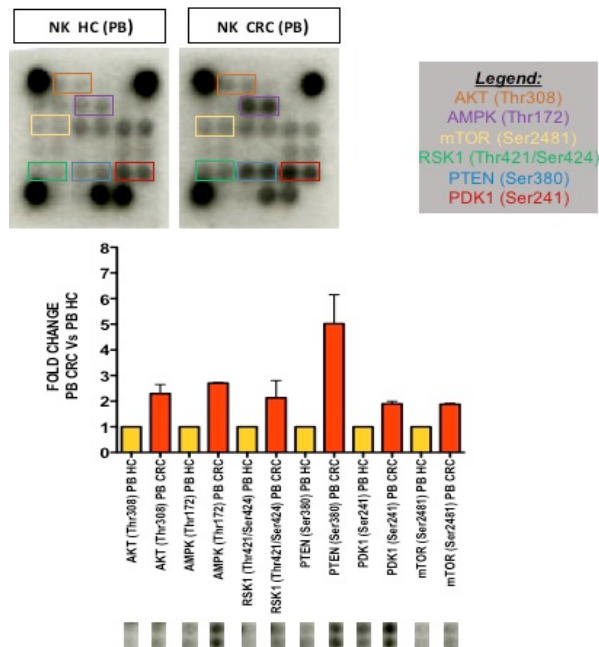 NK HC (PB)
NK CRC (PB)
Legend:
AKT (Thr308)
AMPK (Thr172)
mTOR (Ser2481)
RSK1 (Thr421/Ser424)
PTEN (Ser380)
PDK1 (Ser241)
FOLD CHANGE
PB CRC Vs PB HC
8
7
6
5
4
3
2
1
0
AKT (Thr308) PB HC
AKT (Thr308) PB CRC
AMPK (Thr172) PB HC
AMPK (Thr172) PB CRC
RSK1 (Thr421/Ser424) PB HC
RSK1 (Thr421/Ser424) PB CRC
PTEN (Ser380) PB HC
PTEN (Ser380) PB CRC
PDK1 (Ser241) PB HC
PDK1 (Ser241) PB CRC
mTOR (Ser2481) PB HC
mTOR (Ser2481) PB CRC